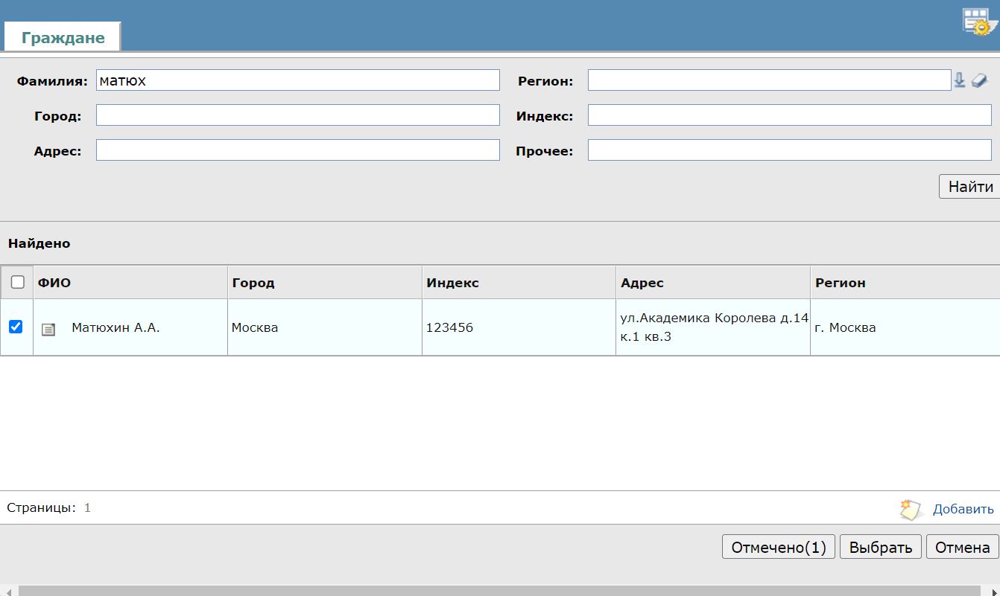 Граждане
Фамилия: матюх Регион:
Город: Индекс:
Адрес: Прочее:
Найти
Найдено
ФИО Город Индекс Адрес Регион
Матюхин А.А. Москва 123456 ул.Академика Королева д.14 г. Москва
к.1 кв.3
Страницы: 1 Добавить
Отмечено(1) Выбрать Отмена